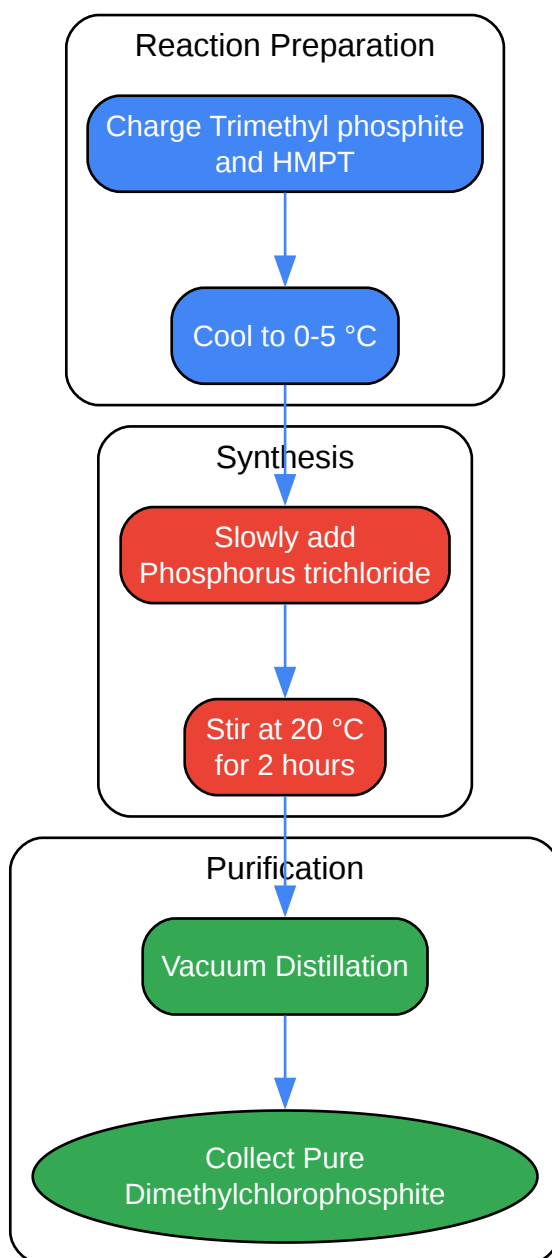 Reaction Preparation
Charge Trimethyl phosphite
and HMPT
Cool to 0-5 °C
Synthesis
Slowly add
Phosphorus trichloride
Stir at 20 °C
for 2 hours
Purification
Vacuum Distillation
Collect Pure
Dimethylchlorophosphite